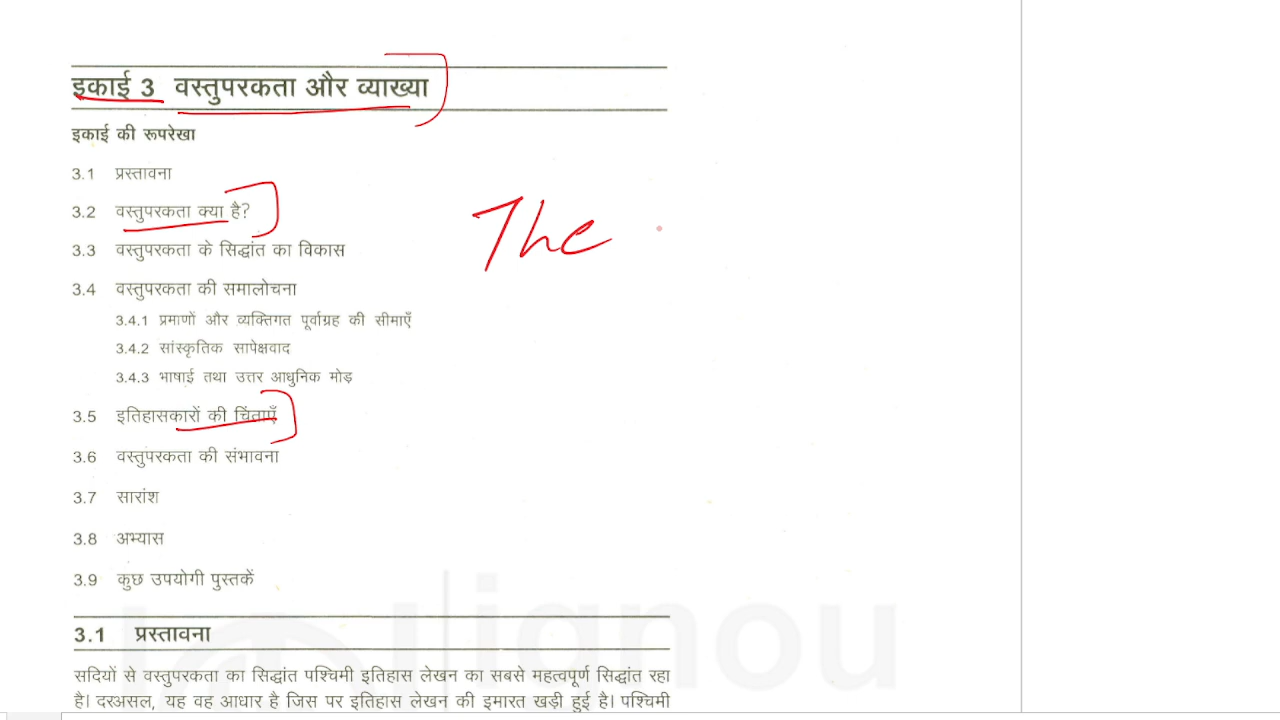 इकाई 3 वस्तुपरकता और व्याख्या
इकाई की रूपरेखा
3.1 प्रस्तावना
3.2 वस्तुपरकता क्या है?
The
3.3 वस्तुपरकता के सिद्धांत का विकास
3.4 वस्तुपरकता की समालोचना
3.4.1 प्रमाणों और व्यक्तिगत पूर्वाग्रह की सीमाएँ
3.4.2 सांस्कृतिक सापेक्षवाद
3.4.3 भाषाई तथा उत्तर आधुनिक मोड़
3.5 इतिहासकारों की चिंताएँ
3.6 वस्तुपरकता की संभावना
3.7 सारांश
3.8 अभ्यास
3.9 कुछ उपयोगी पुस्तकें
ignou
3.1 प्रस्तावना
सदियों से वस्तुपरकता का सिद्धांत पश्चिमी इतिहास लेखन का सबसे महत्वपूर्ण सिद्धांत रहा
है। दरअसल, यह वह आधार है जिस पर इतिहास लेखन की इमारत खड़ी हुई है। पश्चिमी